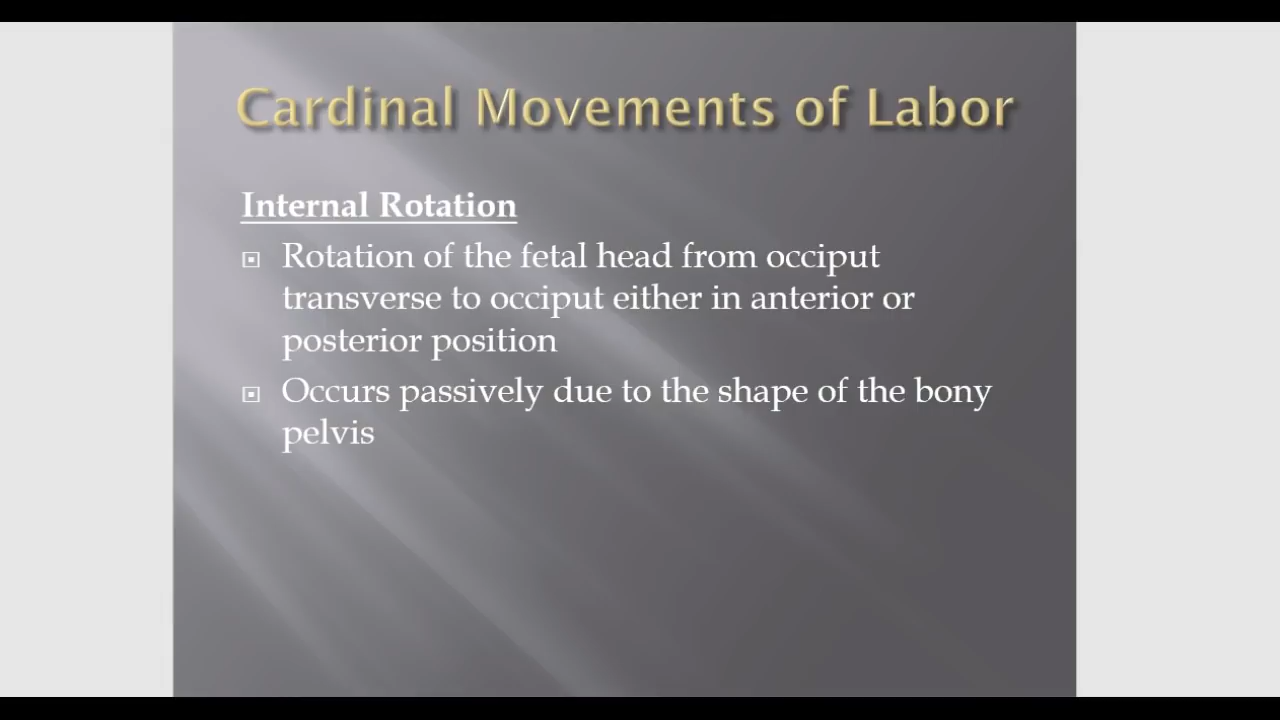 Cardinal Movements of Labor
Internal Rotation
Rotation of the fetal head from occiput
transverse to occiput either in anterior or
posterior position
Occurs passively due to the shape of the bony
pelvis